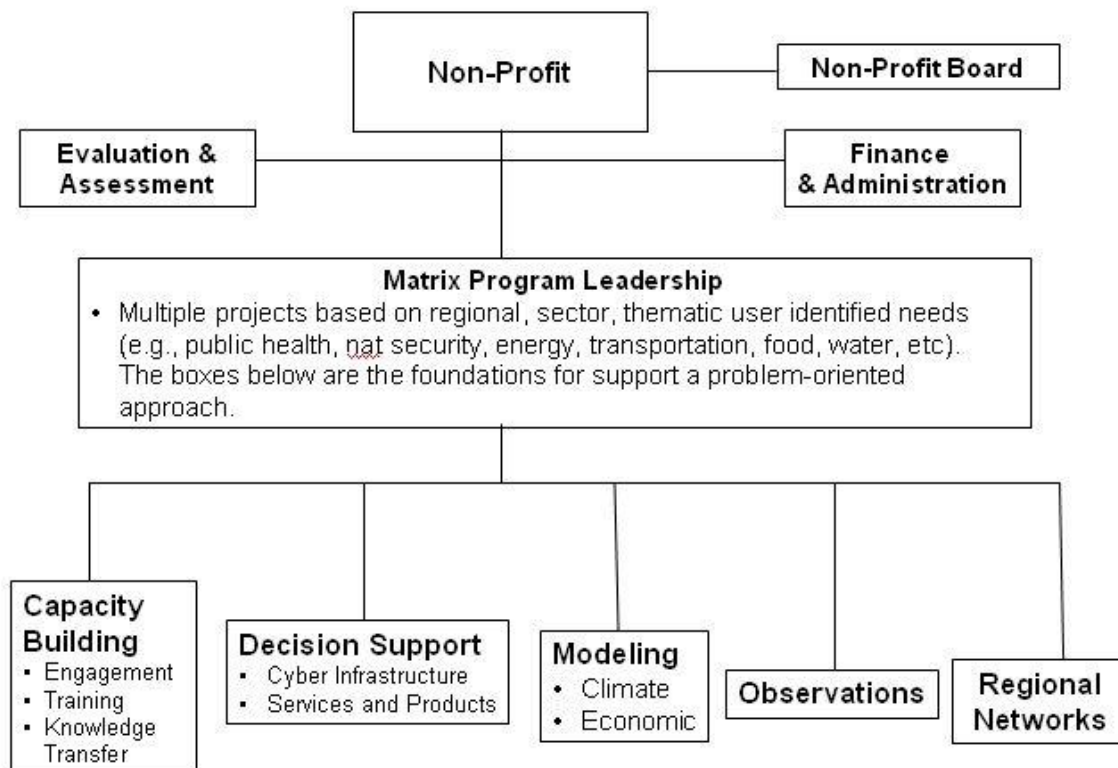 Non-Profit
Non-Profit Board
Evaluation &
Assessment
Finance
& Administration
Matrix Program Leadership
• Multiple projects based on regional, sector, thematic user identified needs
(e.g., public health, nat security, energy, transportation, food, water, etc).
The boxes below are the foundations for support a problem-oriented
approach.
Capacity
Building
▪ Engagement
▪ Training
▪ Knowledge
Transfer
Decision Support
▪ Cyber Infrastructure
▪ Services and Products
Modeling
• Climate
• Economic
Observations
Regional
Networks